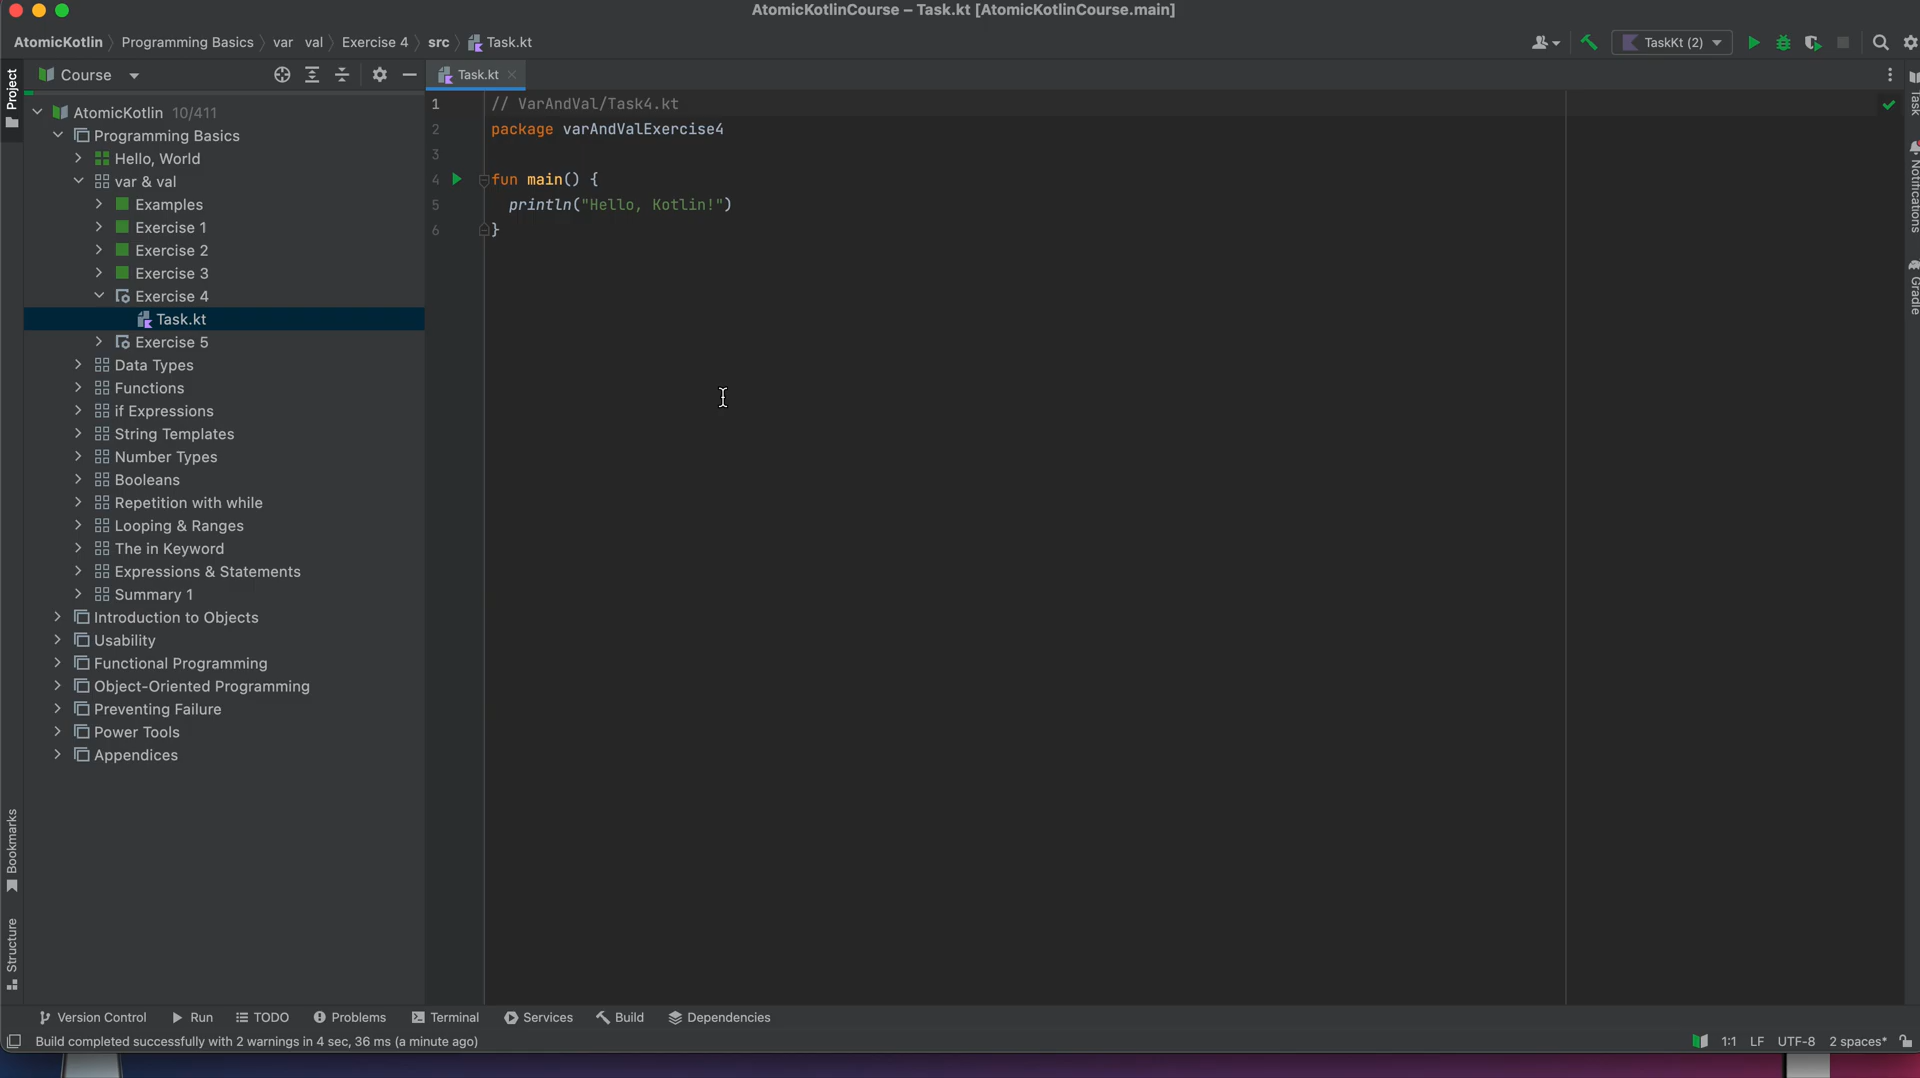 AtomicKotlinCourse – Task.kt [AtomicKotlinCourse.main]
AtomicKotlin Programming Basics var val Exercise 4 src Task.kt
TaskKt (2)
Project
Course
Task.kt
AtomicKotlin 10/411
Programming Basics
Hello, World
var & val
Examples
Exercise 1
Exercise 2
Exercise 3
Exercise 4
Task.kt
Exercise 5
Data Types
Functions
if Expressions
String Templates
Number Types
Booleans
Repetition with while
Looping & Ranges
The in Keyword
Expressions & Statements
Summary 1
Introduction to Objects
Usability
Functional Programming
Object-Oriented Programming
Preventing Failure
Power Tools
Appendices
Bookmarks
Structure
1 // VarAndVal/Task4.kt
2 package varAndValExercise4
3
4 fun main() {
5 println("Hello, Kotlin!")
6 }
Task
Notifications
Gradle
Version Control Run TODO Problems Terminal Services Build Dependencies
Build completed successfully with 2 warnings in 4 sec, 36 ms (a minute ago)
1:1 LF UTF-8 2 spaces*